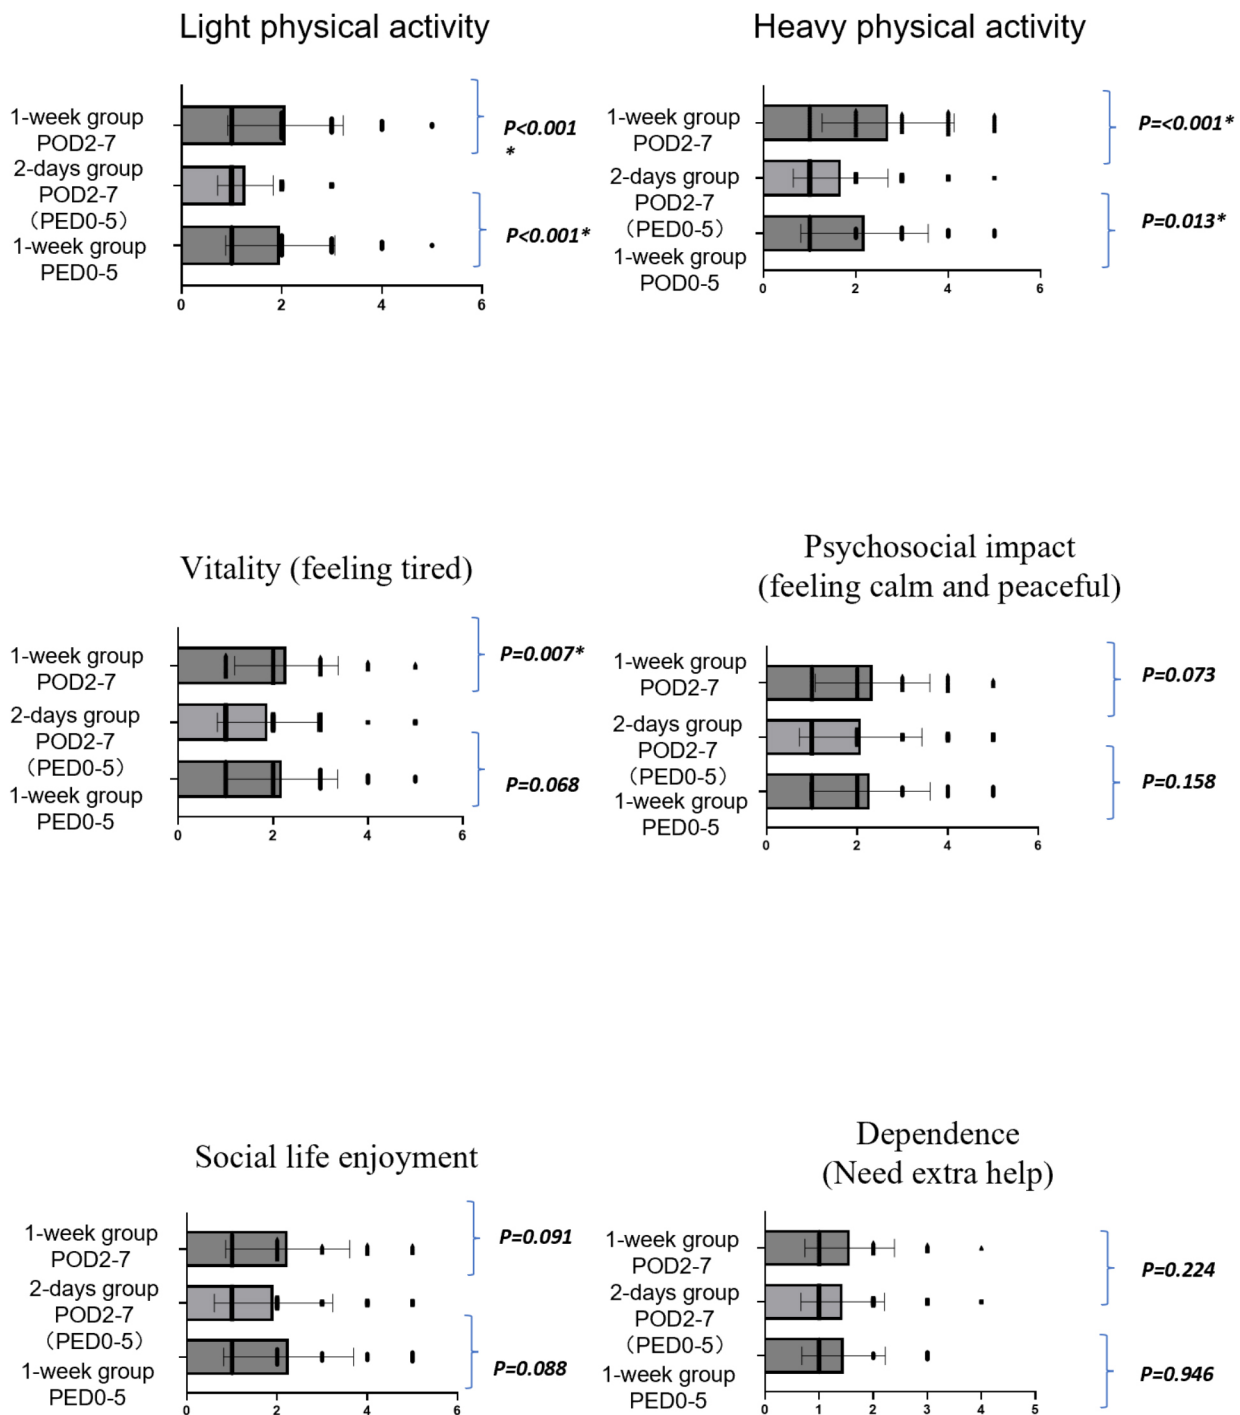 Light physical activity
1-week group
POD2-7
2-days group
POD2-7
（PED0-5）
1-week group
PED0-5
P<0.001
*
P<0.001*
0 2 4 6
Heavy physical activity
1-week group
POD2-7
2-days group
POD2-7
（PED0-5）
1-week group
POD0-5
P=<0.001*
P=0.013*
0 2 4 6
Vitality (feeling tired)
1-week group
POD2-7
2-days group
POD2-7
（PED0-5）
1-week group
PED0-5
P=0.007*
P=0.068
0 2 4 6
Psychosocial impact
(feeling calm and peaceful)
1-week group
POD2-7
2-days group
POD2-7
（PED0-5）
1-week group
PED0-5
P=0.073
P=0.158
0 2 4 6
Social life enjoyment
1-week group
POD2-7
2-days group
POD2-7
（PED0-5）
1-week group
PED0-5
P=0.091
P=0.088
0 2 4 6
Dependence
(Need extra help)
1-week group
POD2-7
2-days group
POD2-7
（PED0-5）
1-week group
PED0-5
P=0.224
P=0.946
0 1 2 3 4 5